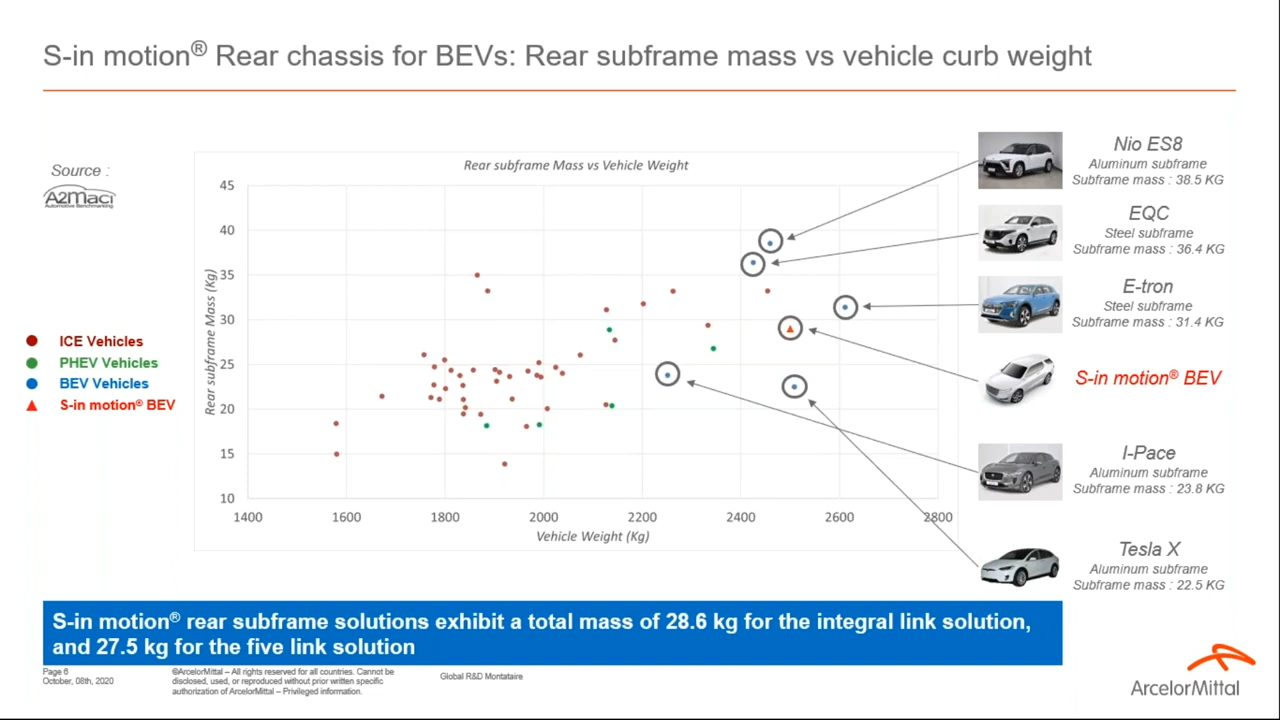 S-in motion® Rear chassis for BEVs: Rear subframe mass vs vehicle curb weight
Source :
A2Maci
Automotive Benchmarking
ICE Vehicles
PHEV Vehicles
BEV Vehicles
S-in motion® BEV
Rear subframe Mass vs Vehicle Weight
Rear subframe Mass (Kg)
45
40
35
30
25
20
15
10
1400 1600 1800 2000 2200 2400 2600 2800
Vehicle Weight (Kg)
Nio ES8
Aluminum subframe
Subframe mass : 38.5 KG
EQC
Steel subframe
Subframe mass : 36.4 KG
E-tron
Steel subframe
Subframe mass : 31.4 KG
S-in motion® BEV
I-Pace
Aluminum subframe
Subframe mass : 23.8 KG
Tesla X
Aluminum subframe
Subframe mass : 22.5 KG
S-in motion® rear subframe solutions exhibit a total mass of 28.6 kg for the integral link solution,
and 27.5 kg for the five link solution
Page 6
October, 08th, 2020
©ArcelorMittal – All rights reserved for all countries. Cannot be
disclosed, used, or reproduced without prior written specific
authorization of ArcelorMittal – Privileged information.
Global R&D Montataire
ArcelorMittal